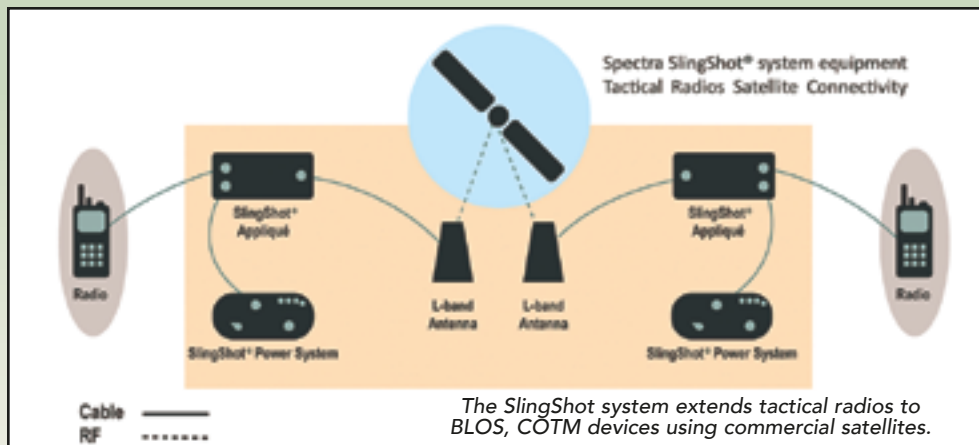 Spectra SlingShot® system equipment
Tactical Radios Satellite Connectivity
SlingShot®
Appliqué
SlingShot®
Appliqué
Radio
Radio
L-band
Antenna
L-band
Antenna
SlingShot® Power System
SlingShot® Power System
Cable
RF
The SlingShot system extends tactical radios to
BLOS, COTM devices using commercial satellites.